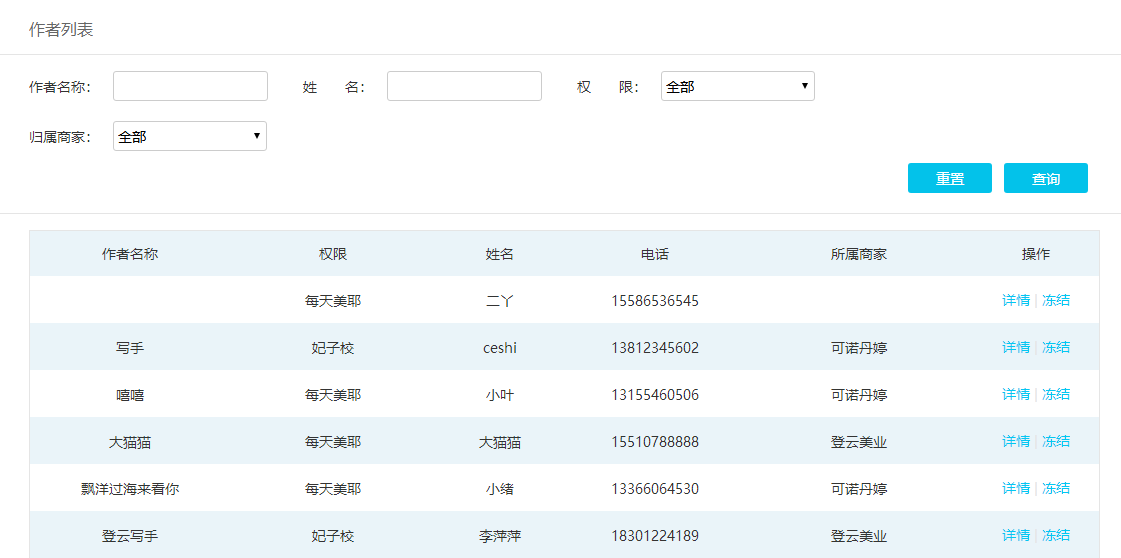 作者列表
作者名称： 姓 名： 权 限： 全部
归属商家： 全部
重置 查询
作者名称 权限 姓名 电话 所属商家 操作
每天美耶 二丫 15586536545 详情 | 冻结
写手 妃子校 ceshi 13812345602 可诺丹婷 详情 | 冻结
嘻嘻 每天美耶 小叶 13155460506 可诺丹婷 详情 | 冻结
大猫猫 每天美耶 大猫猫 15510788888 登云美业 详情 | 冻结
飘洋过海来看你 每天美耶 小绪 13366064530 可诺丹婷 详情 | 冻结
登云写手 妃子校 李萍萍 18301224189 登云美业 详情 | 冻结